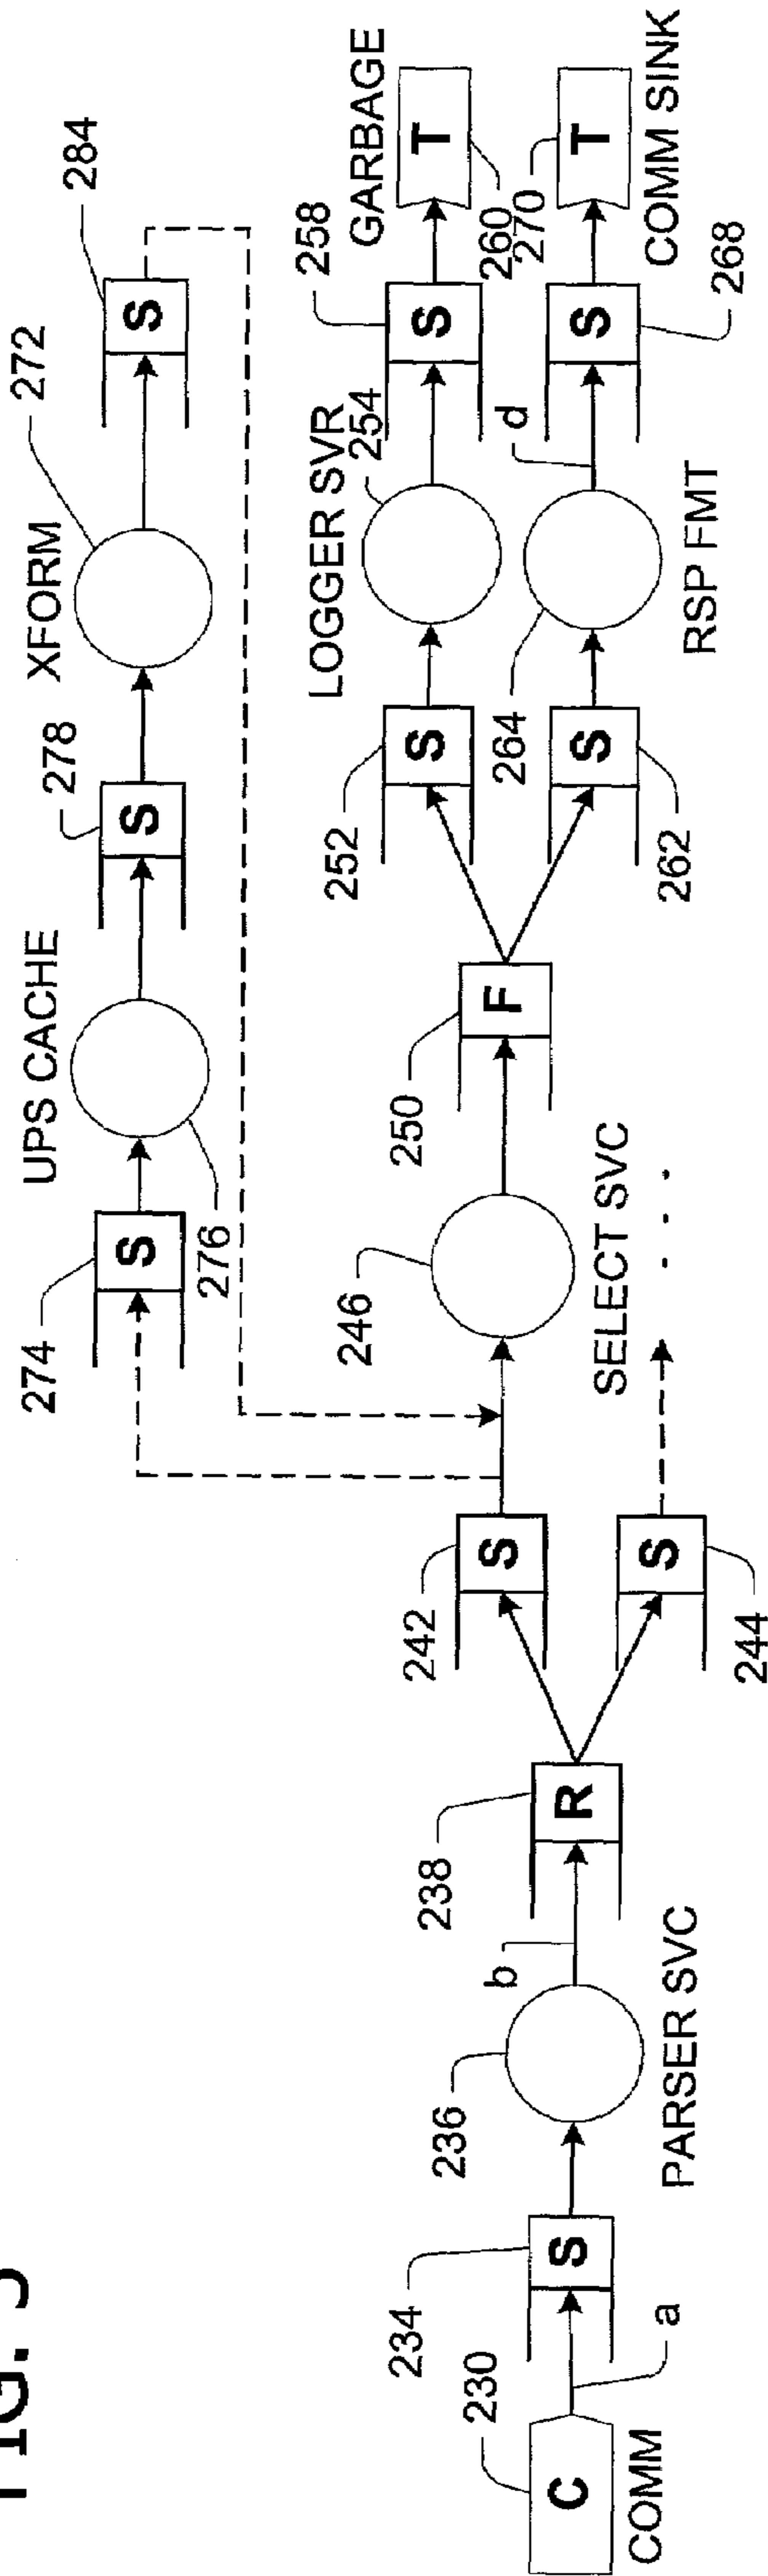 FIG. 5
UPS CACHE
XFORM
274
S
276
278
S
272
284
S
LOGGER SVR
GARBAGE
252
S
254
258
S
260
T
250
F
246
SELECT SVC
242
S
244
S
. . .
262
S
264
RSP FMT
d
268
S
270
T
COMM SINK
238
R
b
236
PARSER SVC
234
S
230
C
COMM
a